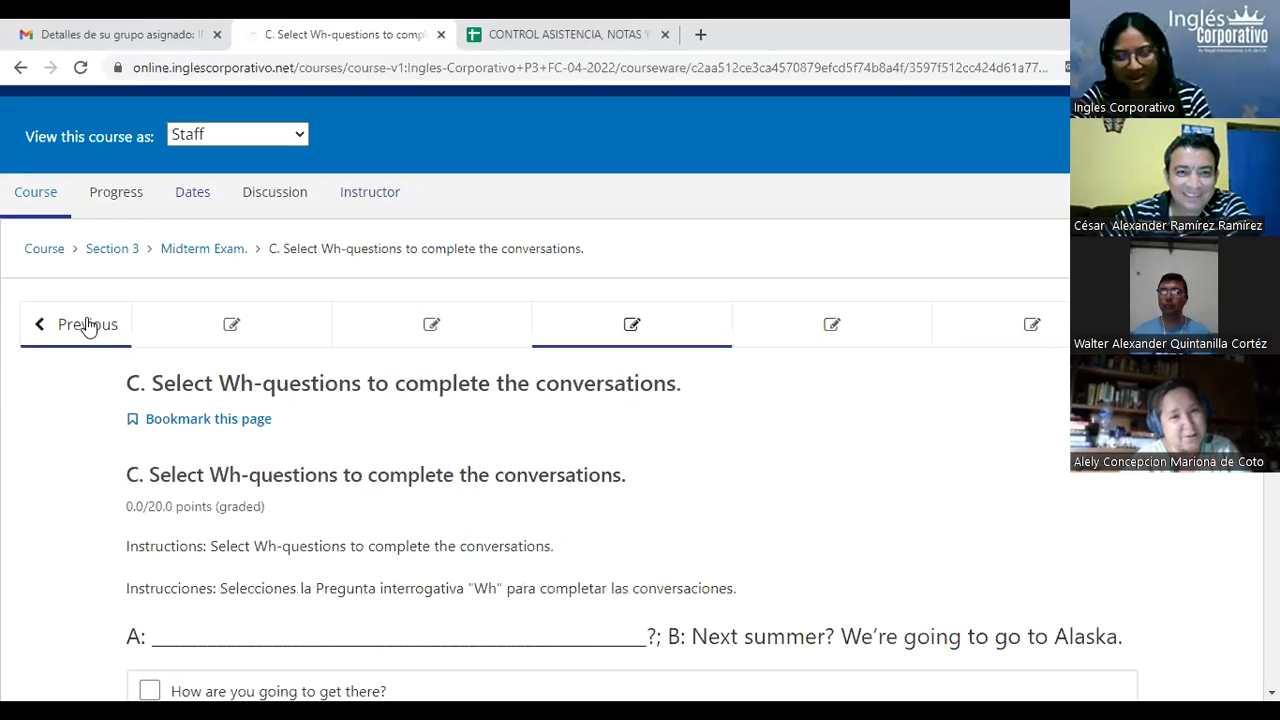 Detalles de su grupo asignado: I
C. Select Wh-questions to comp
CONTROL ASISTENCIA, NOTAS Y
online.inglescorporativo.net/courses/course-v1:Ingles-Corporativo+P3+FC-04-2022/courseware/c2aa512ce3ca4570879efcd5f74b8a4f/3597f512cc424d61a77...
View this course as:
Staff
Course
Progress
Dates
Discussion
Instructor
Course > Section 3 > Midterm Exam. > C. Select Wh-questions to complete the conversations.
Previous
C. Select Wh-questions to complete the conversations.
Bookmark this page
C. Select Wh-questions to complete the conversations.
0.0/20.0 points (graded)
Instructions: Select Wh-questions to complete the conversations.
Instrucciones: Selecciones la Pregunta interrogativa "Wh" para completar las conversaciones.
A: ________________________________________?; B: Next summer? We're going to go to Alaska.
How are you going to get there?
Inglés
Corporativo
Ingles Corporativo
César Alexander Ramírez Ramírez
Walter Alexander Quintanilla Cortéz
Alely Concepcion Mariona de Coto